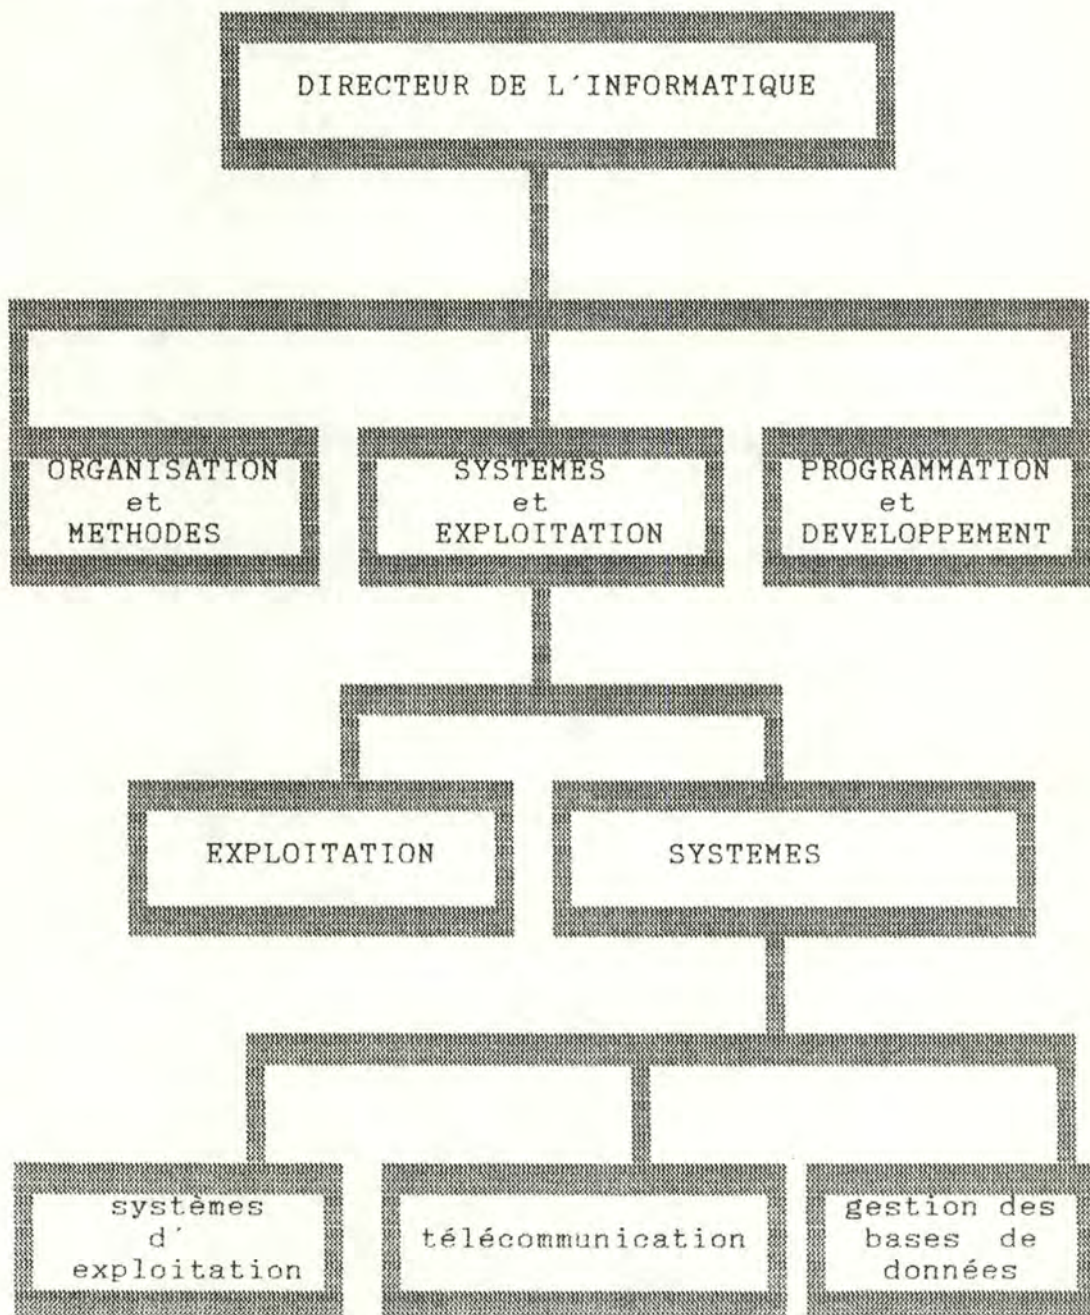 DIRECTEUR DE L´INFORMATIQUE
ORGANISATION
et
METHODES
SYSTEMES
et
EXPLOITATION
PROGRAMMATION
et
DEVELOPPEMENT
EXPLOITATION
SYSTEMES
systèmes
d´
exploitation
télécommunication
gestion des
bases de
données